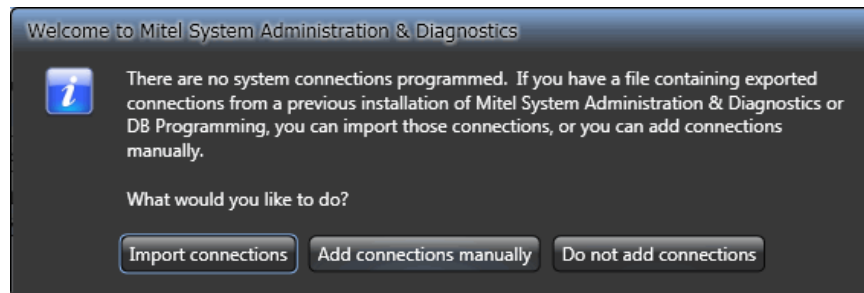 Welcome to Mitel System Administration & Diagnostics
There are no system connections programmed. If you have a file containing exported
connections from a previous installation of Mitel System Administration & Diagnostics or
DB Programming, you can import those connections, or you can add connections
manually.
What would you like to do?
Import connections Add connections manually Do not add connections